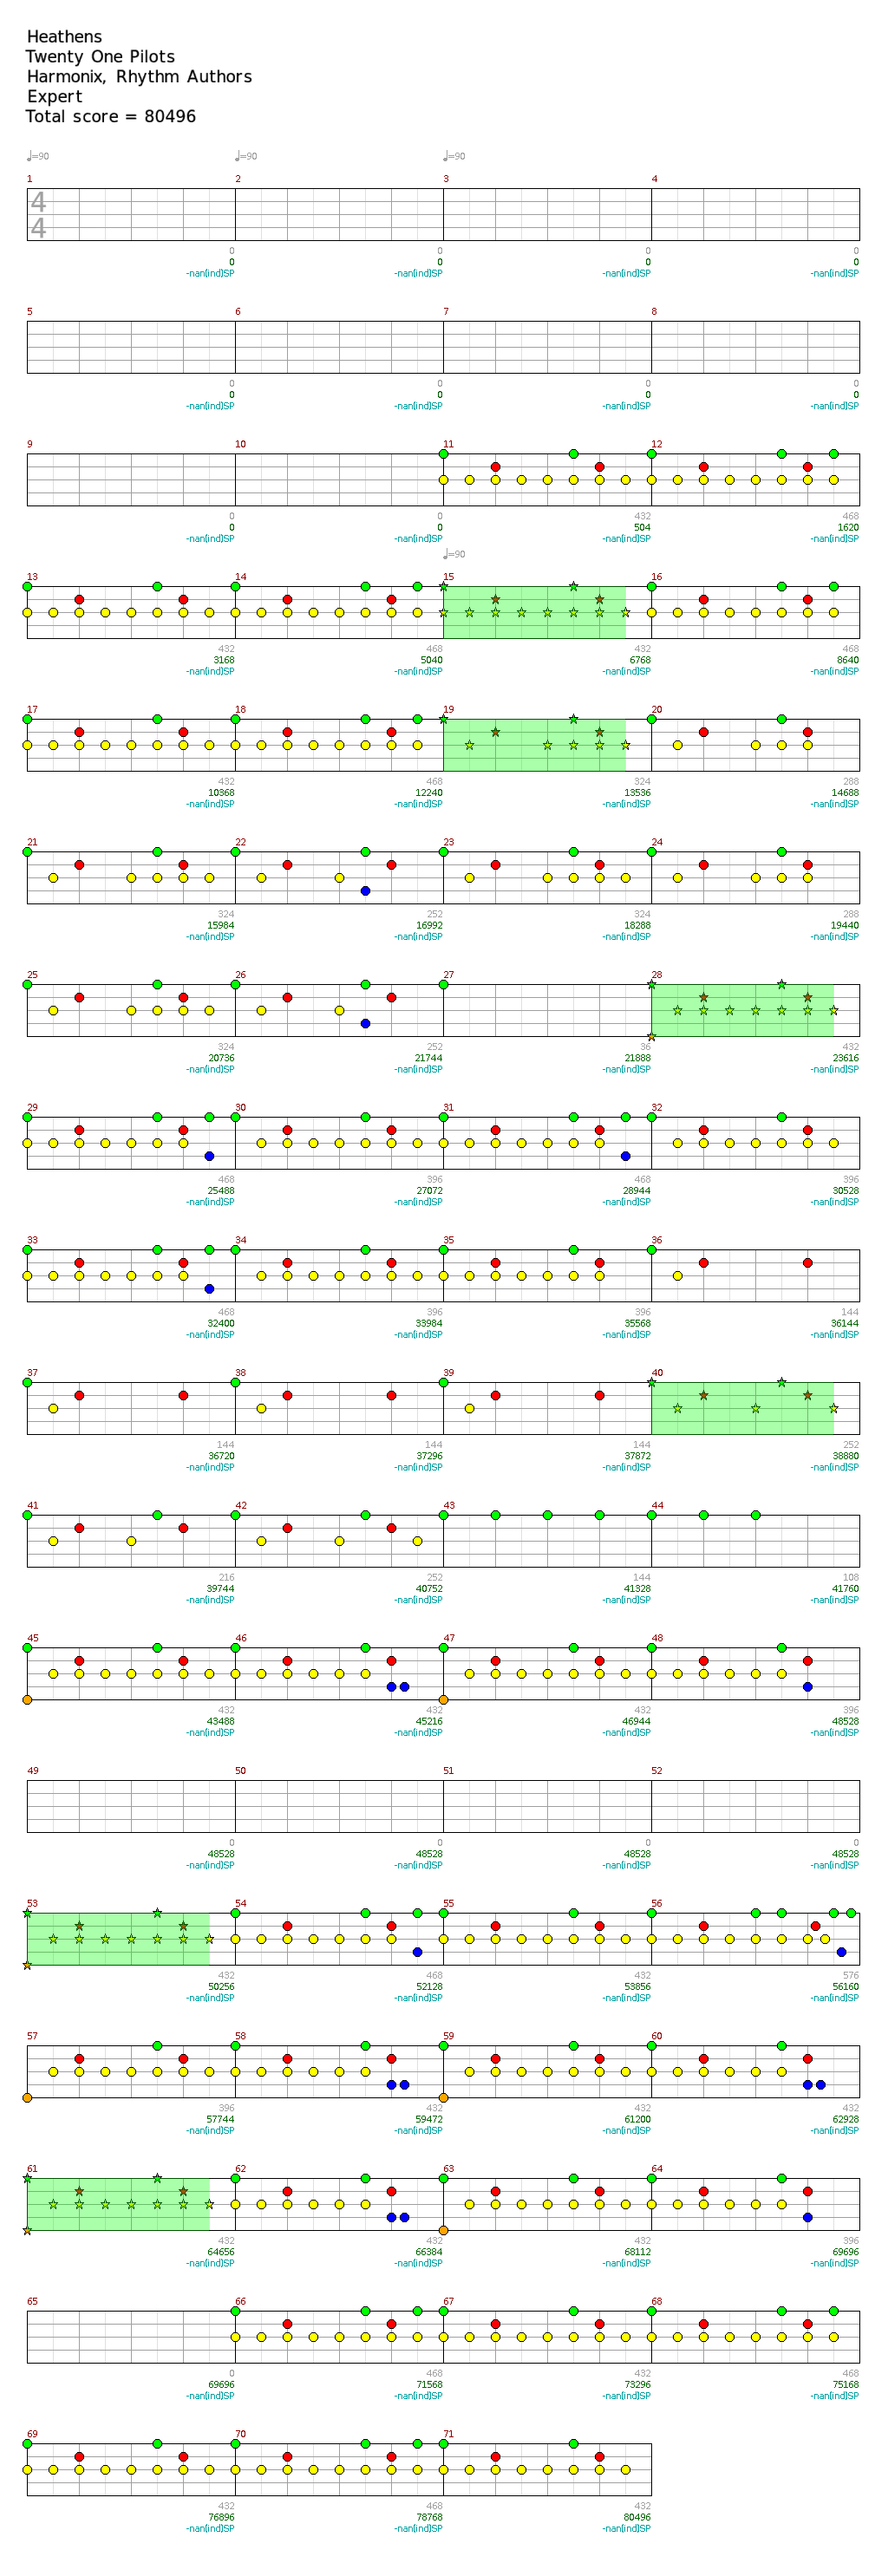 Heathens
Twenty One Pilots
Harmonix, Rhythm Authors
Expert
Total score = 80496
♩=90 ♩=90 ♩=90
1 2 3 4
4
4
0 0 0 0
0 0 0 0
-nan(ind)SP -nan(ind)SP -nan(ind)SP -nan(ind)SP
5 6 7 8
0 0 0 0
0 0 0 0
-nan(ind)SP -nan(ind)SP -nan(ind)SP -nan(ind)SP
9 10 11 12
0 0 432 468
0 0 504 1620
-nan(ind)SP -nan(ind)SP -nan(ind)SP -nan(ind)SP
♩=90
13 14 15 16
432 468 432 468
3168 5040 6768 8640
-nan(ind)SP -nan(ind)SP -nan(ind)SP -nan(ind)SP
17 18 19 20
432 468 324 288
10368 12240 13536 14688
-nan(ind)SP -nan(ind)SP -nan(ind)SP -nan(ind)SP
21 22 23 24
324 252 324 288
15984 16992 18288 19440
-nan(ind)SP -nan(ind)SP -nan(ind)SP -nan(ind)SP
25 26 27 28
324 252 36 432
20736 21744 21888 23616
-nan(ind)SP -nan(ind)SP -nan(ind)SP -nan(ind)SP
29 30 31 32
468 396 468 396
25488 27072 28944 30528
-nan(ind)SP -nan(ind)SP -nan(ind)SP -nan(ind)SP
33 34 35 36
468 396 396 144
32400 33984 35568 36144
-nan(ind)SP -nan(ind)SP -nan(ind)SP -nan(ind)SP
37 38 39 40
144 144 144 252
36720 37296 37872 38880
-nan(ind)SP -nan(ind)SP -nan(ind)SP -nan(ind)SP
41 42 43 44
216 252 144 108
39744 40752 41328 41760
-nan(ind)SP -nan(ind)SP -nan(ind)SP -nan(ind)SP
45 46 47 48
432 432 432 396
43488 45216 46944 48528
-nan(ind)SP -nan(ind)SP -nan(ind)SP -nan(ind)SP
49 50 51 52
0 0 0 0
48528 48528 48528 48528
-nan(ind)SP -nan(ind)SP -nan(ind)SP -nan(ind)SP
53 54 55 56
432 468 432 576
50256 52128 53856 56160
-nan(ind)SP -nan(ind)SP -nan(ind)SP -nan(ind)SP
57 58 59 60
396 432 432 432
57744 59472 61200 62928
-nan(ind)SP -nan(ind)SP -nan(ind)SP -nan(ind)SP
61 62 63 64
432 432 432 396
64656 66384 68112 69696
-nan(ind)SP -nan(ind)SP -nan(ind)SP -nan(ind)SP
65 66 67 68
0 468 432 468
69696 71568 73296 75168
-nan(ind)SP -nan(ind)SP -nan(ind)SP -nan(ind)SP
69 70 71
432 468 432
76896 78768 80496
-nan(ind)SP -nan(ind)SP -nan(ind)SP